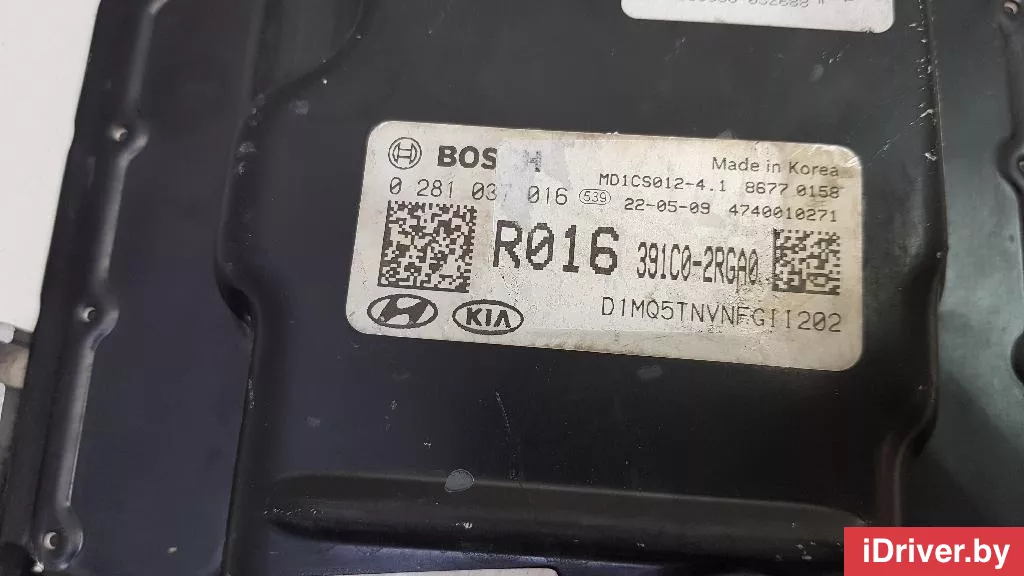 BOSCH
Made in Korea
MD1CS012-4.1 8677 0158
0 281 037 016 539
22-05-09 4740010271
R016 391C0-2RGA0
KIA
D1MQ5TNVNFGII202
iDriver.by